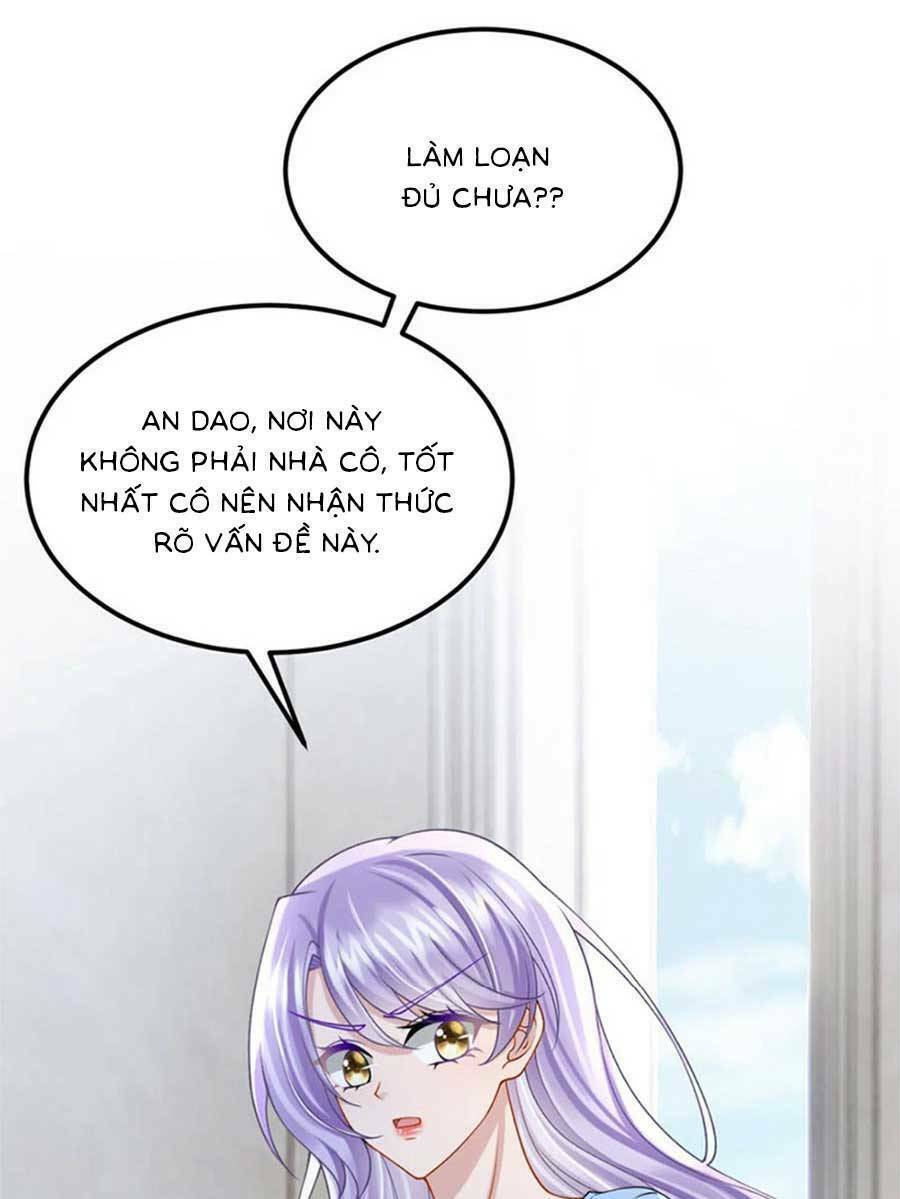 LÀM LOẠN
ĐỦ CHƯA??
AN DAO, NƠI NÀY
KHÔNG PHẢI NHÀ CÔ, TỐT
NHẤT CÔ NÊN NHẬN THỨC
RÕ VẤN ĐỀ NÀY.